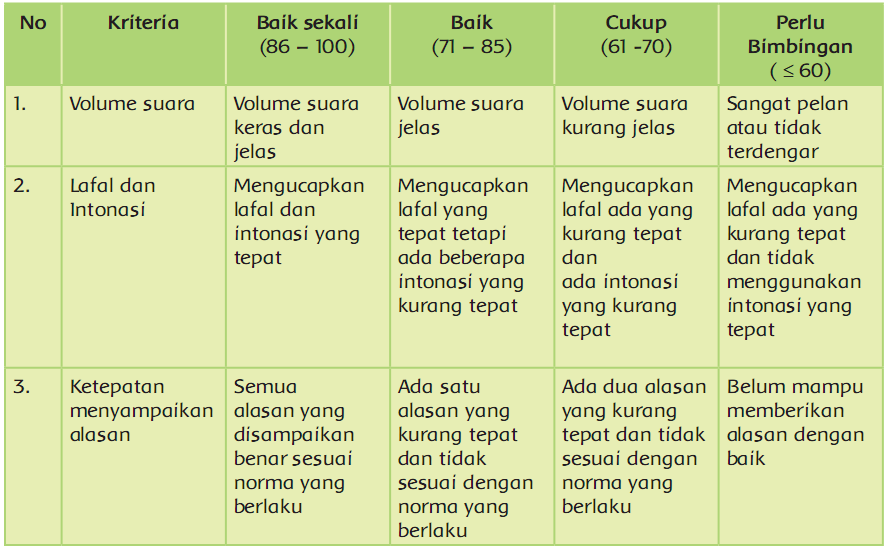 No
Kriteria
Baik sekali
(86 – 100)
Baik
(71 – 85)
Cukup
(61 -70)
Perlu
Bimbingan
( ≤ 60)
1.
Volume suara
Volume suara
keras dan
jelas
Volume suara
jelas
Volume suara
kurang jelas
Sangat pelan
atau tidak
terdengar
2.
Lafal dan
Intonasi
Mengucapkan
lafal dan
intonasi yang
tepat
Mengucapkan
lafal yang
tepat tetapi
ada beberapa
intonasi yang
kurang tepat
Mengucapkan
lafal ada yang
kurang tepat
dan
ada intonasi
yang kurang
tepat
Mengucapkan
lafal ada yang
kurang tepat
dan tidak
menggunakan
intonasi yang
tepat
3.
Ketepatan
menyampaikan
alasan
Semua
alasan yang
disampaikan
benar sesuai
norma yang
berlaku
Ada satu
alasan yang
kurang tepat
dan tidak
sesuai dengan
norma yang
berlaku
Ada dua alasan
yang kurang
tepat dan tidak
sesuai dengan
norma yang
berlaku
Belum mampu
memberikan
alasan dengan
baik